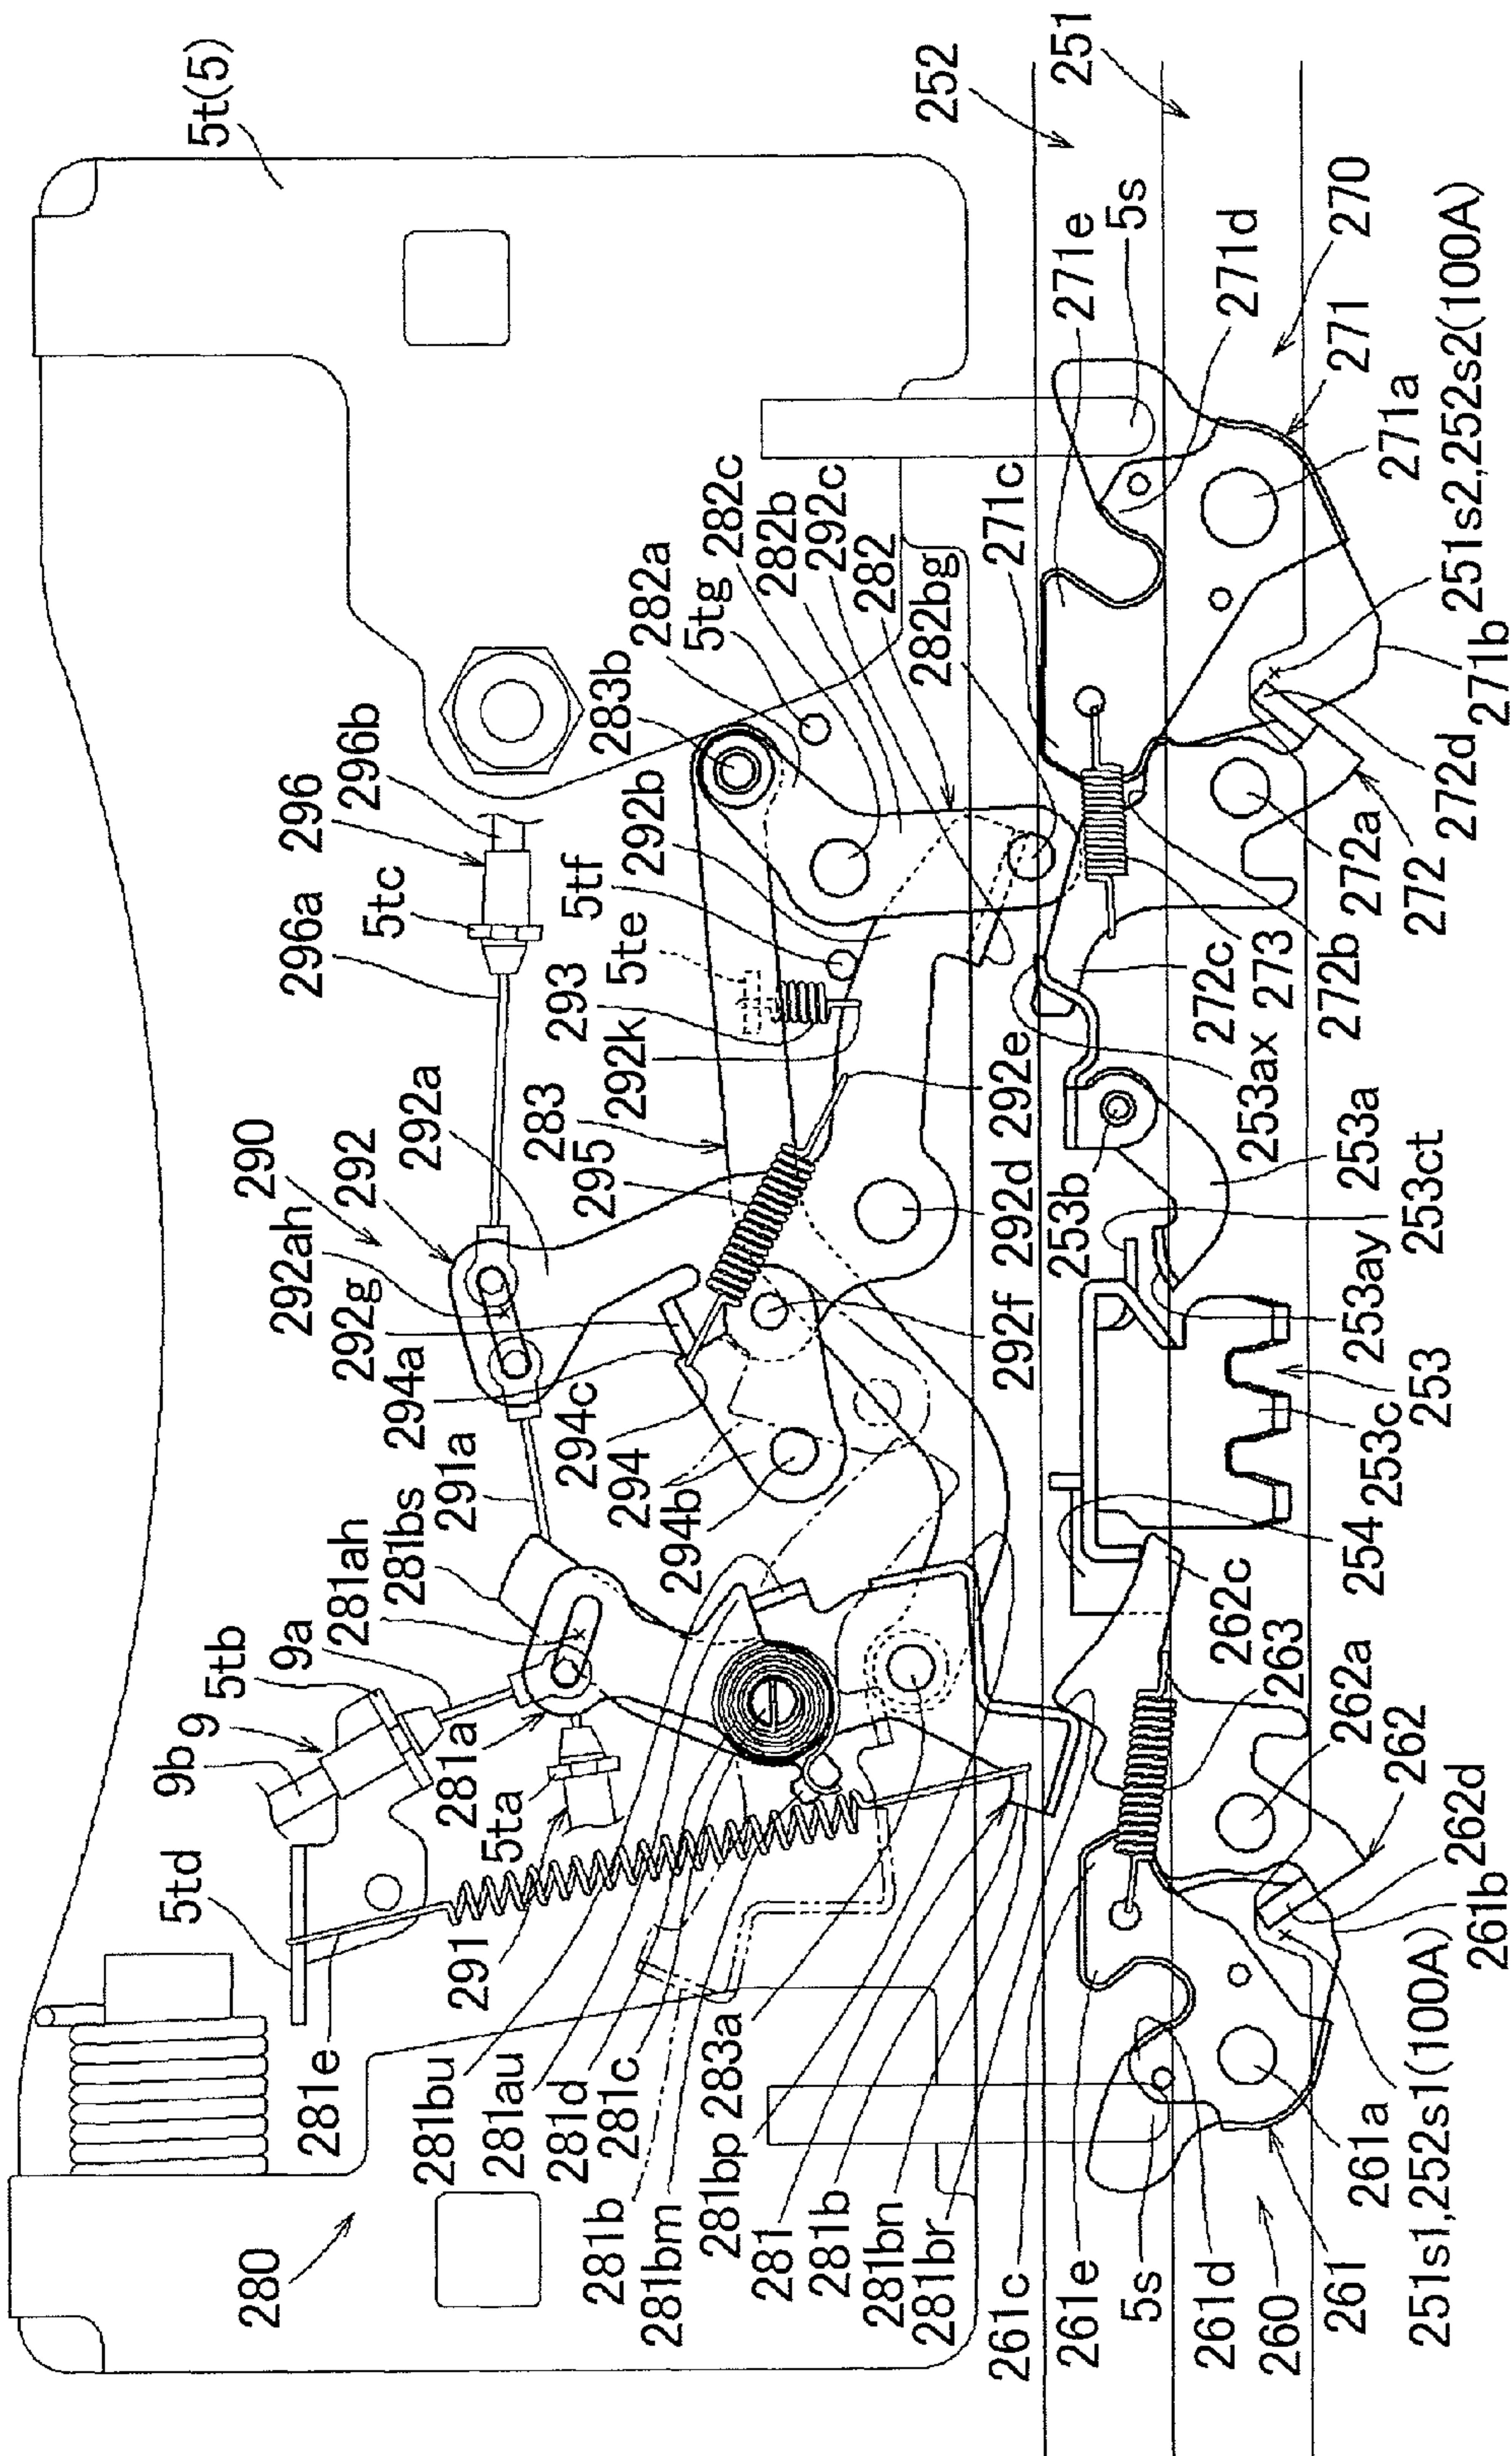 5t(5)
252
251
5s
271e
271d
270
271
271a
251s2,252s2(100A)
271b
272d
272
272a
272b
273
272c
253ax
271c
282bg
282
292c
282b
282c
5tg
282a
283b
292b
5tf
5te
293
292k
296b
296
5tc
296a
283
295
292a
292
290
292ah
292g
294a
294c
294
294b
292e
292d
292f
253b
253a
253ct
253ay
253
253c
254
262c
263
262a
262
262d
261b
291a
281bs
281ah
9a
5tb
9
9b
281a
5ta
291
5td
281e
281bu
281au
281d
281c
281b
281bm
283a
281bp
281
281b
281bn
281br
261c
261e
5s
261d
260
261
261a
251s1,252s1(100A)
280